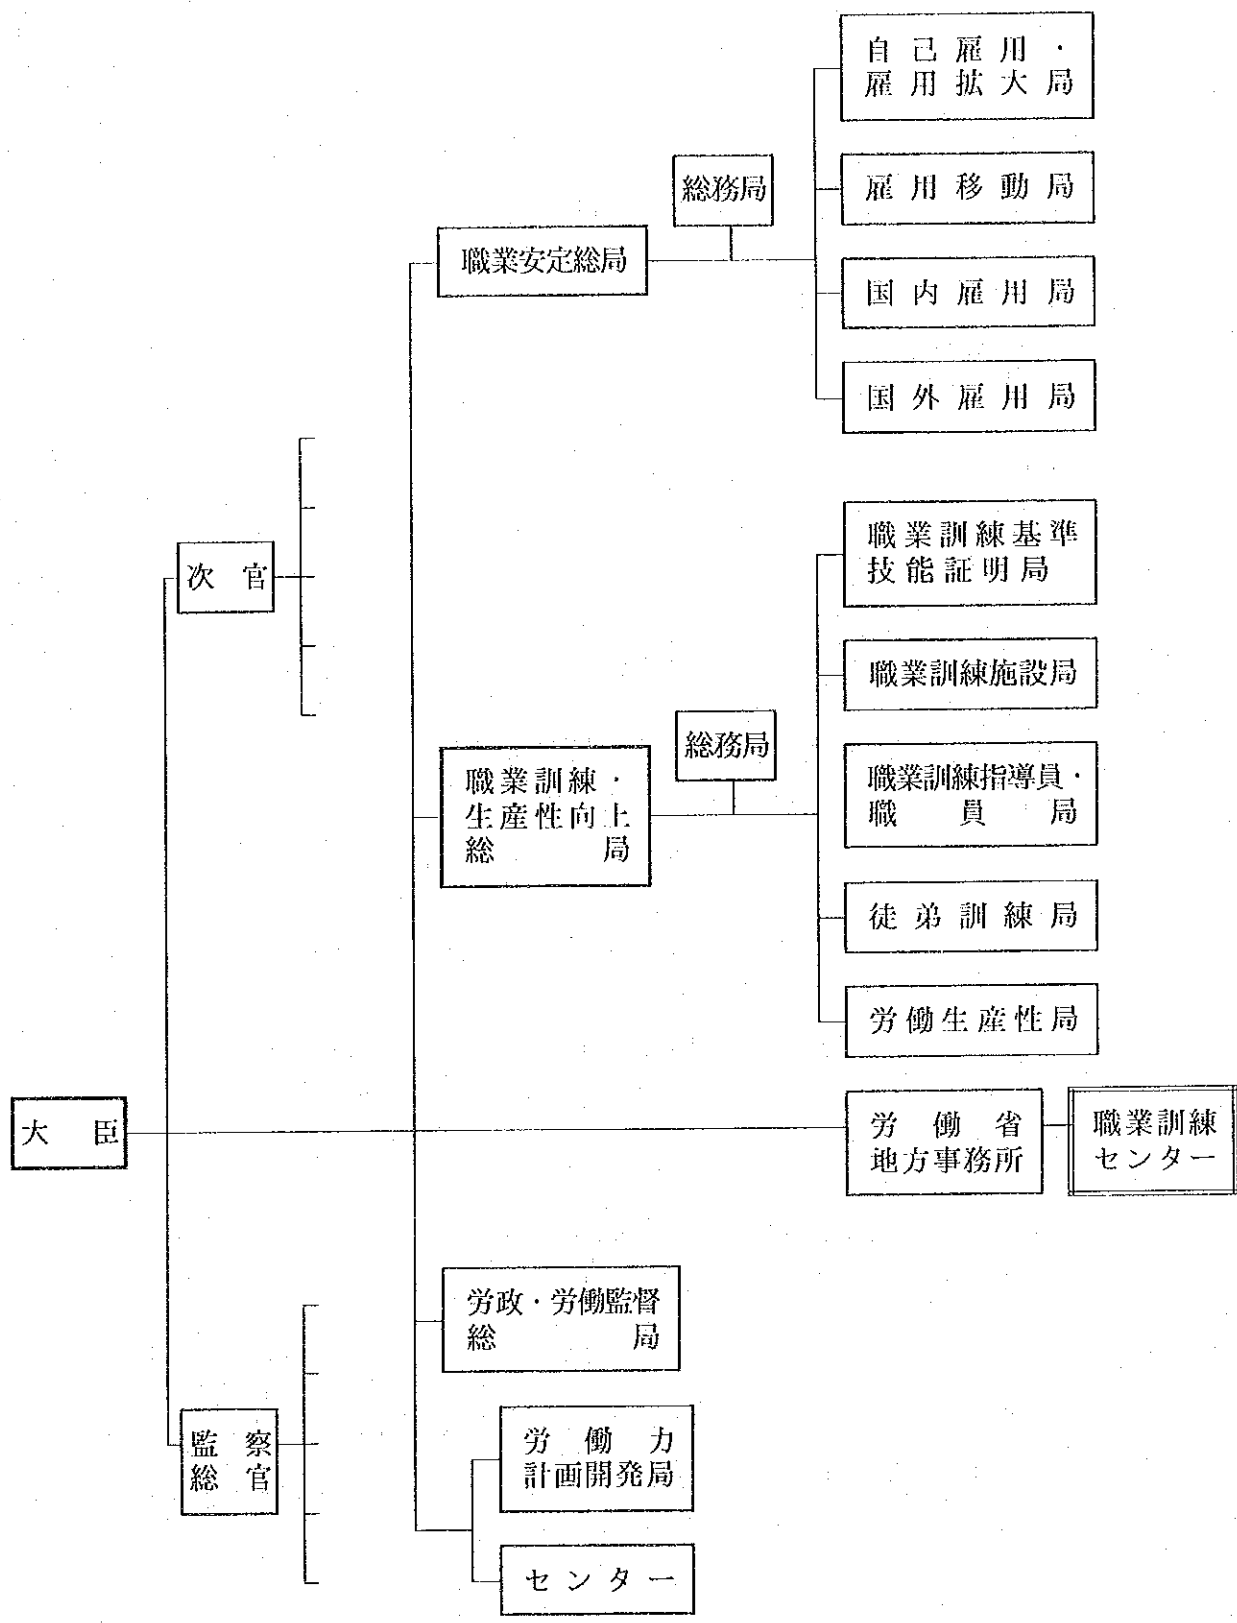 自己雇用・
雇用拡大局
総務局
雇用移動局
職業安定総局
国内雇用局
国外雇用局
職業訓練基準
技能証明局
次官
職業訓練施設局
総務局
職業訓練・
生産性向上
総局
職業訓練指導員・
職員局
徒弟訓練局
労働生産性局
大臣
労働省
地方事務所
職業訓練
センター
労政・労働監督
総局
監察
総官
労働力
計画開発局
センター